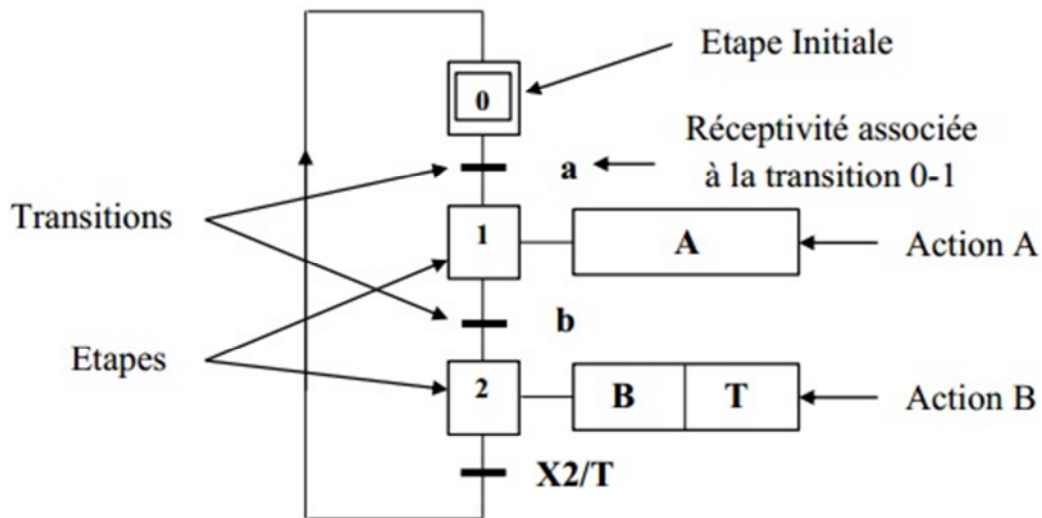 Etape Initiale
0
Réceptivité associée
a
à la transition 0-1
Transitions
1
A
Action A
b
Etapes
2
B
T
Action B
X2/T